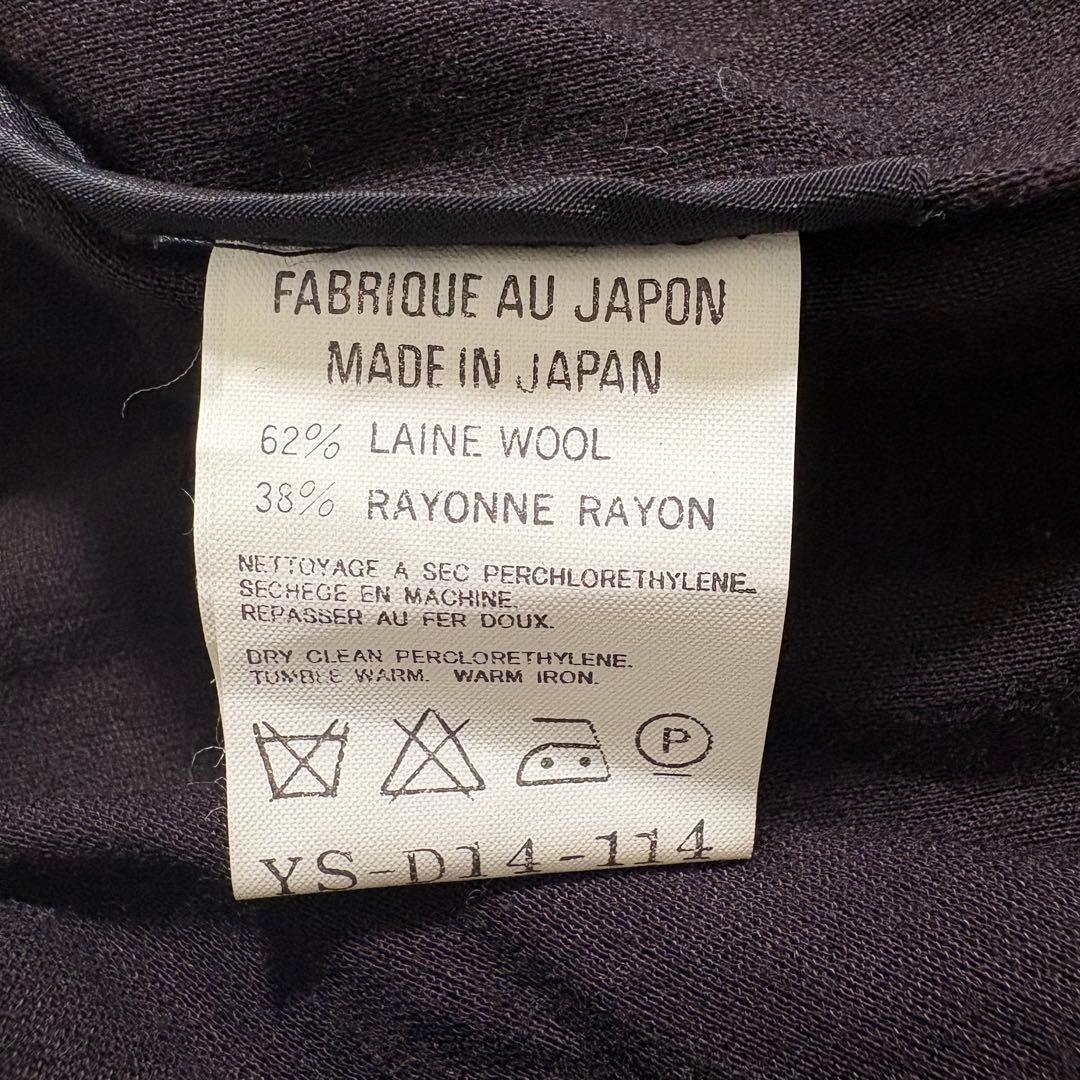 FABRIQUE AU JAPON
MADE IN JAPAN
62% LAINE WOOL
38% RAYONNE RAYON
NETTOYAGE A SEC PERCHLORETHYLENE.
SECHEGE EN MACHINE.
REPASSER AU FER DOUX.
DRY CLEAN PERCLORETHYLENE.
TUMBLE WARM. WARM IRON.
P
YS-D14-114